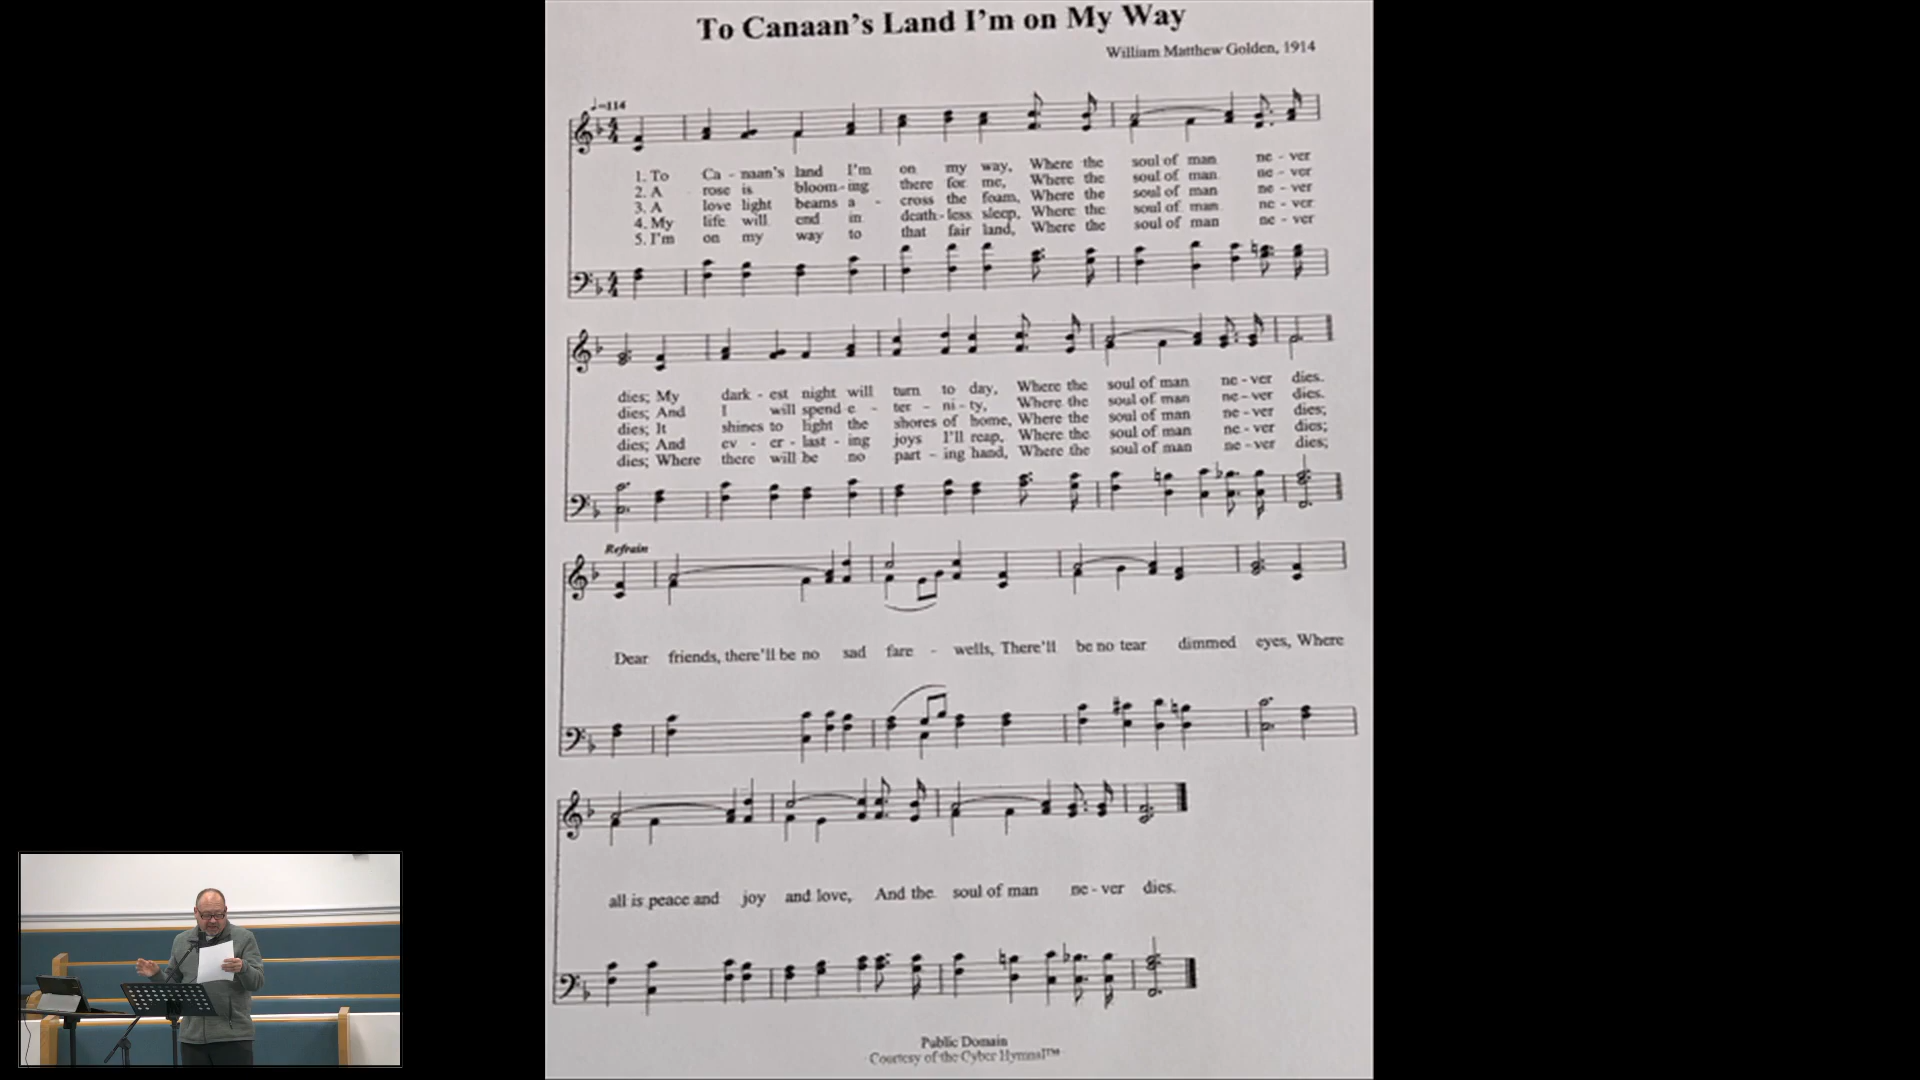 To Canaan's Land I'm on My Way
William Matthew Golden, 1914
♩=114
1. To Ca - naan's land I'm on my way, Where the soul of man ne - ver
2. A rose is bloom - ing there for me, Where the soul of man ne - ver
3. A love light beams a - cross the foam, Where the soul of man ne - ver
4. My life will end in death - less sleep, Where the soul of man ne - ver
5. I'm on my way to that fair land, Where the soul of man ne - ver
dies; My dark - est night will turn to day, Where the soul of man ne - ver dies.
dies; And I will spend e - ter - ni - ty, Where the soul of man ne - ver dies.
dies; It shines to light the shores of home, Where the soul of man ne - ver dies;
dies; And ev - er - last - ing joys I'll reap, Where the soul of man ne - ver dies;
dies; Where there will be no part - ing hand, Where the soul of man ne - ver dies;
Refrain
Dear friends, there'll be no sad fare - wells, There'll be no tear dimmed eyes, Where
all is peace and joy and love, And the soul of man ne - ver dies.
Public Domain
Courtesy of the Cyber Hymnal™